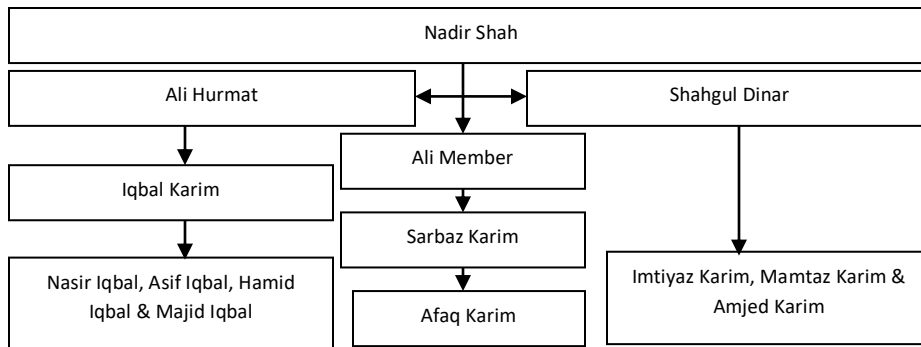 Nadir Shah
Ali Hurmat
Shahgul Dinar
Ali Member
Iqbal Karim
Sarbaz Karim
Nasir Iqbal, Asif Iqbal, Hamid
Iqbal & Majid Iqbal
Imtiyaz Karim, Mamtaz Karim &
Amjed Karim
Afaq Karim